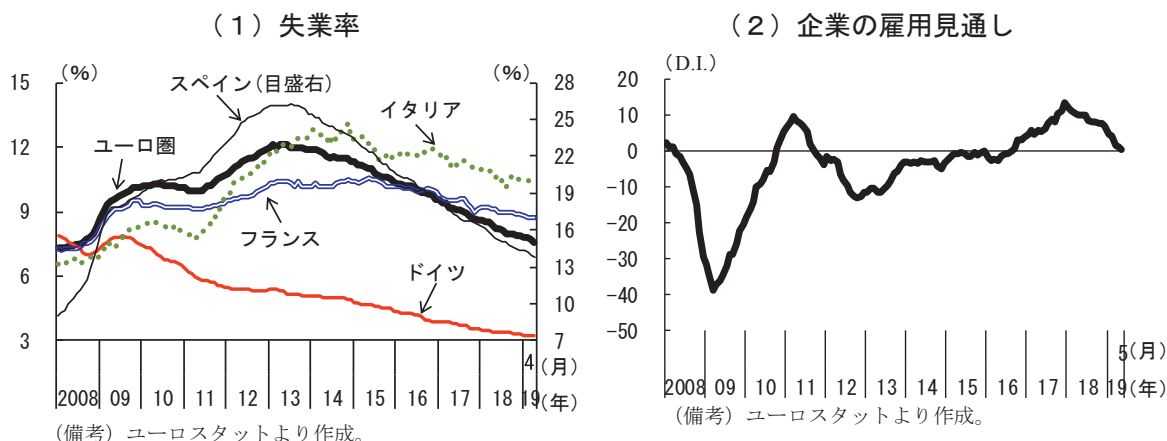 （１）失業率
（２）企業の雇用見通し
（％）
（％）
15
12
9
6
3
28
25
22
19
16
13
10
7
スペイン（目盛右）
イタリア
ユーロ圏
フランス
ドイツ
4（月）
2008 09 10 11 12 13 14 15 16 17 18 19（年）
（備考）ユーロスタットより作成。
（D.I.）
20
10
0
-10
-20
-30
-40
-50
5（月）
2008 09 10 11 12 13 14 15 16 17 18 19（年）
（備考）ユーロスタットより作成。